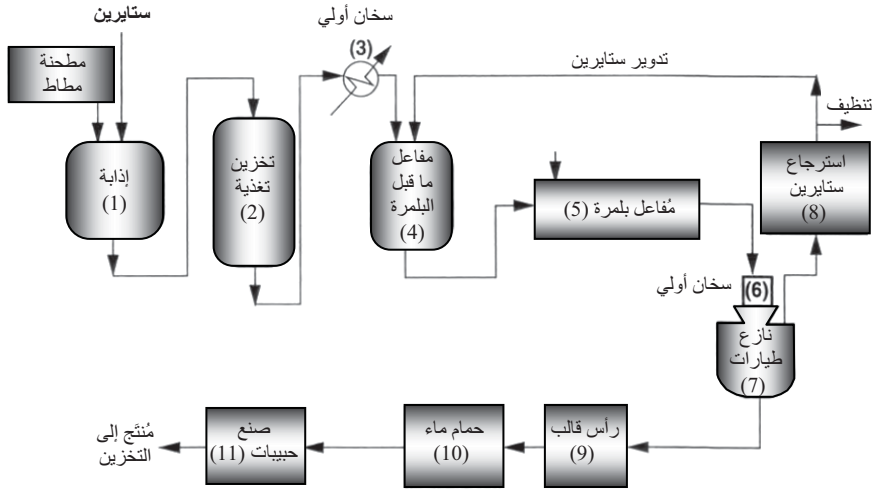 ستايرين
مطحنة
مطاط
إذابة
(1)
تخزين
تغذية
(2)
سخان أولي
(3)
تدوير ستايرين
مفاعل
ما قبل
البلمرة
(4)
مُفاعل بلمرة (5)
تنظيف
استرجاع
ستايرين
(8)
سخان أولي
(6)
نازع
طيارات
(7)
رأس قالب
(9)
حمام ماء
(10)
صنع
حبيبات (11)
مُنتَج إلى
التخزين